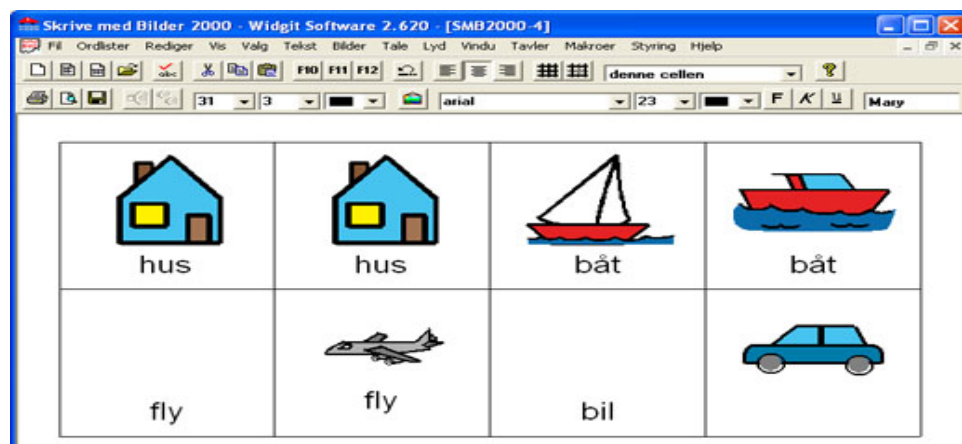 Skrive med Bilder 2000 - Widgit Software 2.620 - [SMB2000-4]
Fil Ordlister Rediger Vis Valg Tekst Bilder Tale Lyd Vindu Tavler Makroer Styring Hjelp
abc F10 F11 F12 denne cellen
31 3 arial 23 F K U Mary
hus hus båt båt
fly fly bil